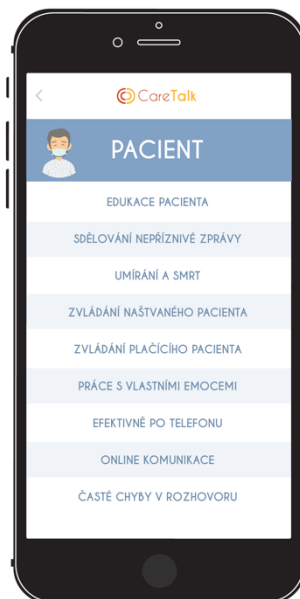 CareTalk
PACIENT
EDUKACE PACIENTA
SDĚLOVÁNÍ NEPŘÍZNIVÉ ZPRÁVY
UMÍRÁNÍ A SMRT
ZVLÁDÁNÍ NAŠTVANÉHO PACIENTA
ZVLÁDÁNÍ PLAČÍCÍHO PACIENTA
PRÁCE S VLASTNÍMI EMOCEMI
EFEKTIVNĚ PO TELEFONU
ONLINE KOMUNIKACE
ČASTÉ CHYBY V ROZHOVORU